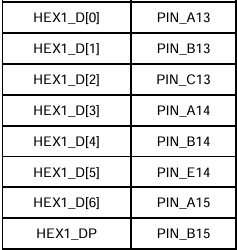 HEX1_D[0] PIN_A13
HEX1_D[1] PIN_B13
HEX1_D[2] PIN_C13
HEX1_D[3] PIN_A14
HEX1_D[4] PIN_B14
HEX1_D[5] PIN_E14
HEX1_D[6] PIN_A15
HEX1_DP PIN_B15